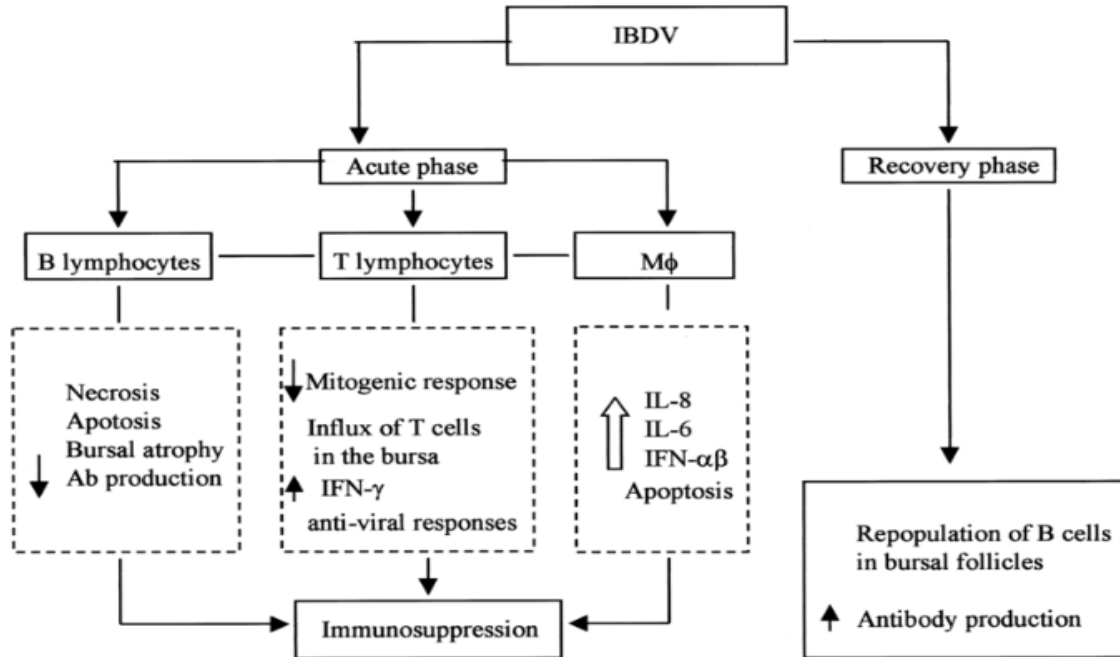 IBDV
Acute phase
Recovery phase
B lymphocytes
T lymphocytes
Mϕ
Necrosis
Apotosis
Bursal atrophy
Ab production
Mitogenic response
Influx of T cells
in the bursa
IFN-γ
anti-viral responses
IL-8
IL-6
IFN-αβ
Apoptosis
Repopulation of B cells
in bursal follicles
Antibody production
Immunosuppression